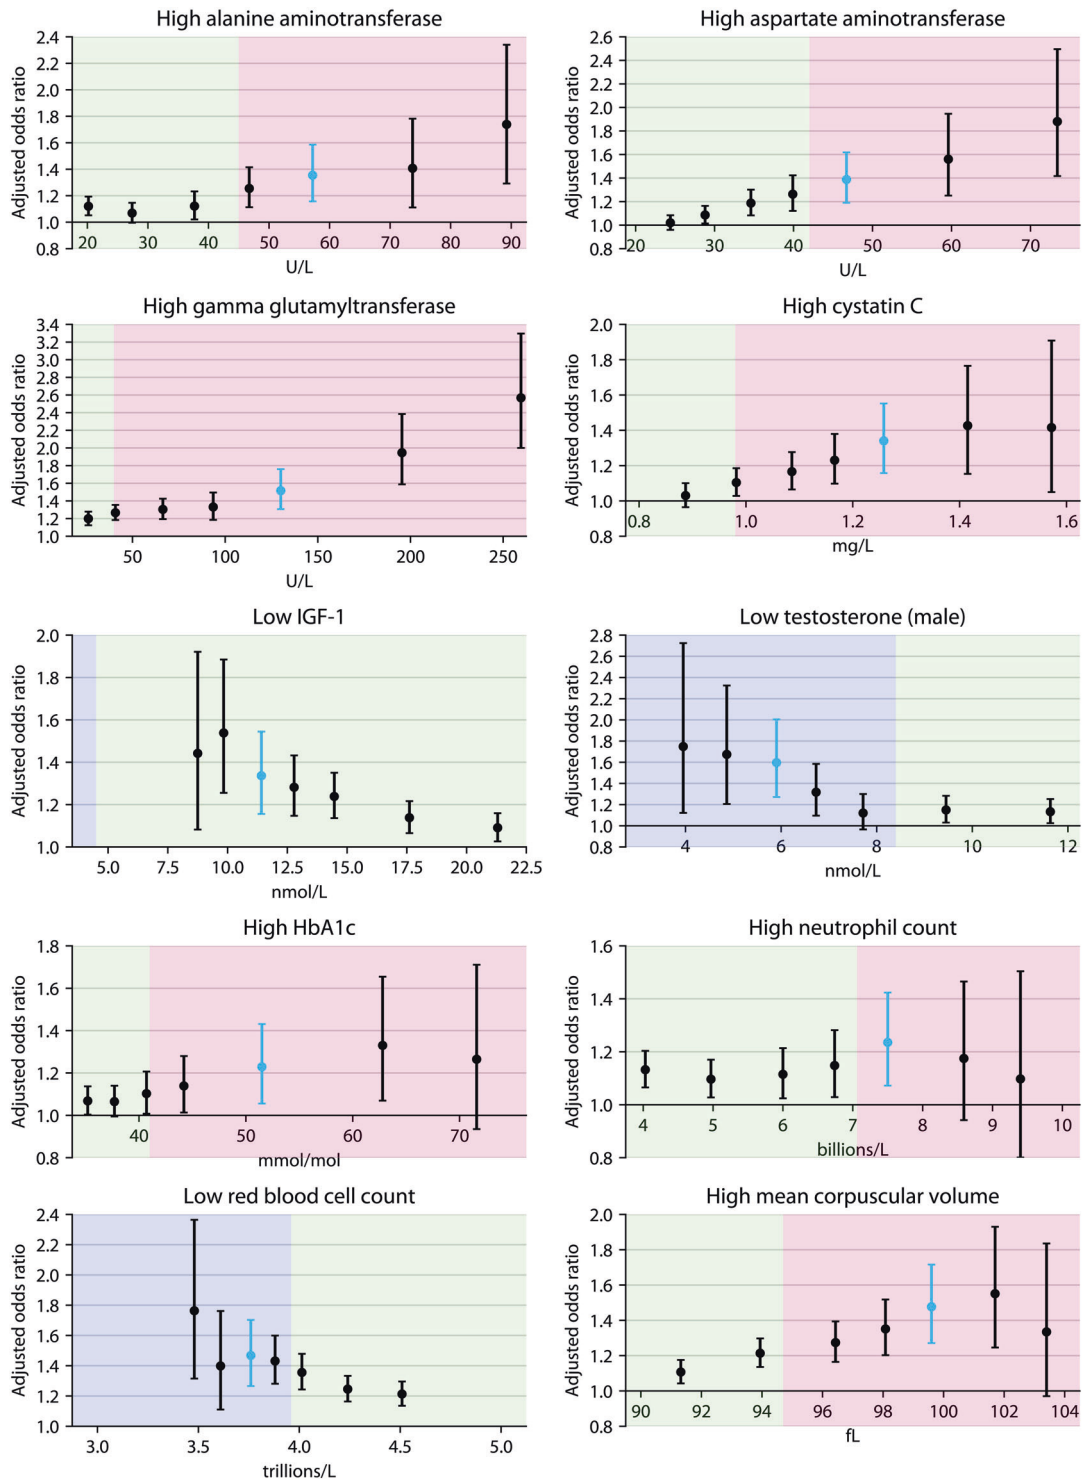 High alanine aminotransferase
Adjusted odds ratio
2.4
2.2
2.0
1.8
1.6
1.4
1.2
1.0
0.8
20 30 40 50 60 70 80 90
U/L
High aspartate aminotransferase
Adjusted odds ratio
2.6
2.4
2.2
2.0
1.8
1.6
1.4
1.2
1.0
0.8
20 30 40 50 60 70
U/L
High gamma glutamyltransferase
Adjusted odds ratio
3.4
3.2
3.0
2.8
2.6
2.4
2.2
2.0
1.8
1.6
1.4
1.2
1.0
50 100 150 200 250
U/L
High cystatin C
Adjusted odds ratio
2.0
1.8
1.6
1.4
1.2
1.0
0.8
0.8 1.0 1.2 1.4 1.6
mg/L
Low IGF-1
Adjusted odds ratio
2.0
1.8
1.6
1.4
1.2
1.0
5.0 7.5 10.0 12.5 15.0 17.5 20.0 22.5
nmol/L
Low testosterone (male)
Adjusted odds ratio
2.8
2.6
2.4
2.2
2.0
1.8
1.6
1.4
1.2
1.0
0.8
4 6 8 10 12
nmol/L
High HbA1c
Adjusted odds ratio
1.8
1.6
1.4
1.2
1.0
0.8
40 50 60 70
mmol/mol
High neutrophil count
Adjusted odds ratio
1.6
1.4
1.2
1.0
0.8
4 5 6 7 8 9 10
billions/L
Low red blood cell count
Adjusted odds ratio
2.4
2.2
2.0
1.8
1.6
1.4
1.2
1.0
3.0 3.5 4.0 4.5 5.0
trillions/L
High mean corpuscular volume
Adjusted odds ratio
2.0
1.8
1.6
1.4
1.2
1.0
0.8
90 92 94 96 98 100 102 104
fL